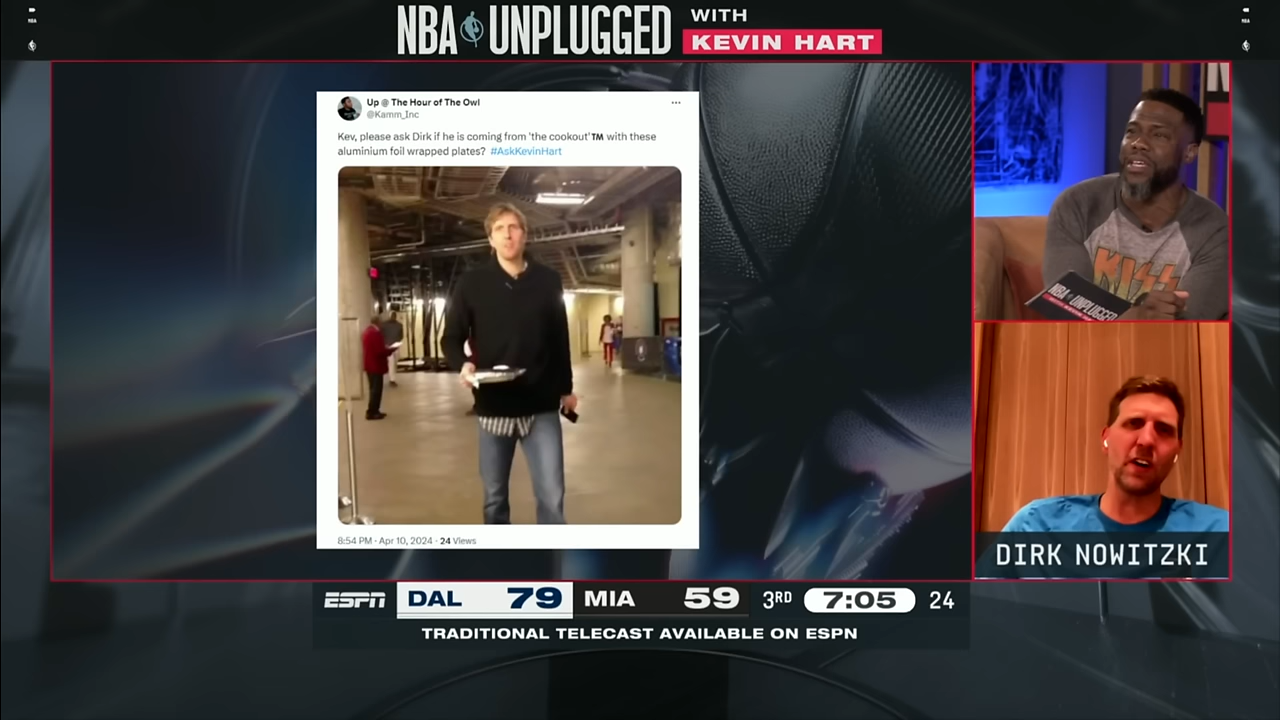 NBA UNPLUGGED
WITH
KEVIN HART
Up @ The Hour of The Owl
@Kamm_Inc
Kev, please ask Dirk if he is coming from 'the cookout'™ with these
aluminium foil wrapped plates? #AskKevinHart
8:54 PM · Apr 10, 2024 · 24 Views
KISS
NBA UNPLUGGED
DIRK NOWITZKI
ESPN DAL 79 MIA 59 3RD 7:05 24
TRADITIONAL TELECAST AVAILABLE ON ESPN